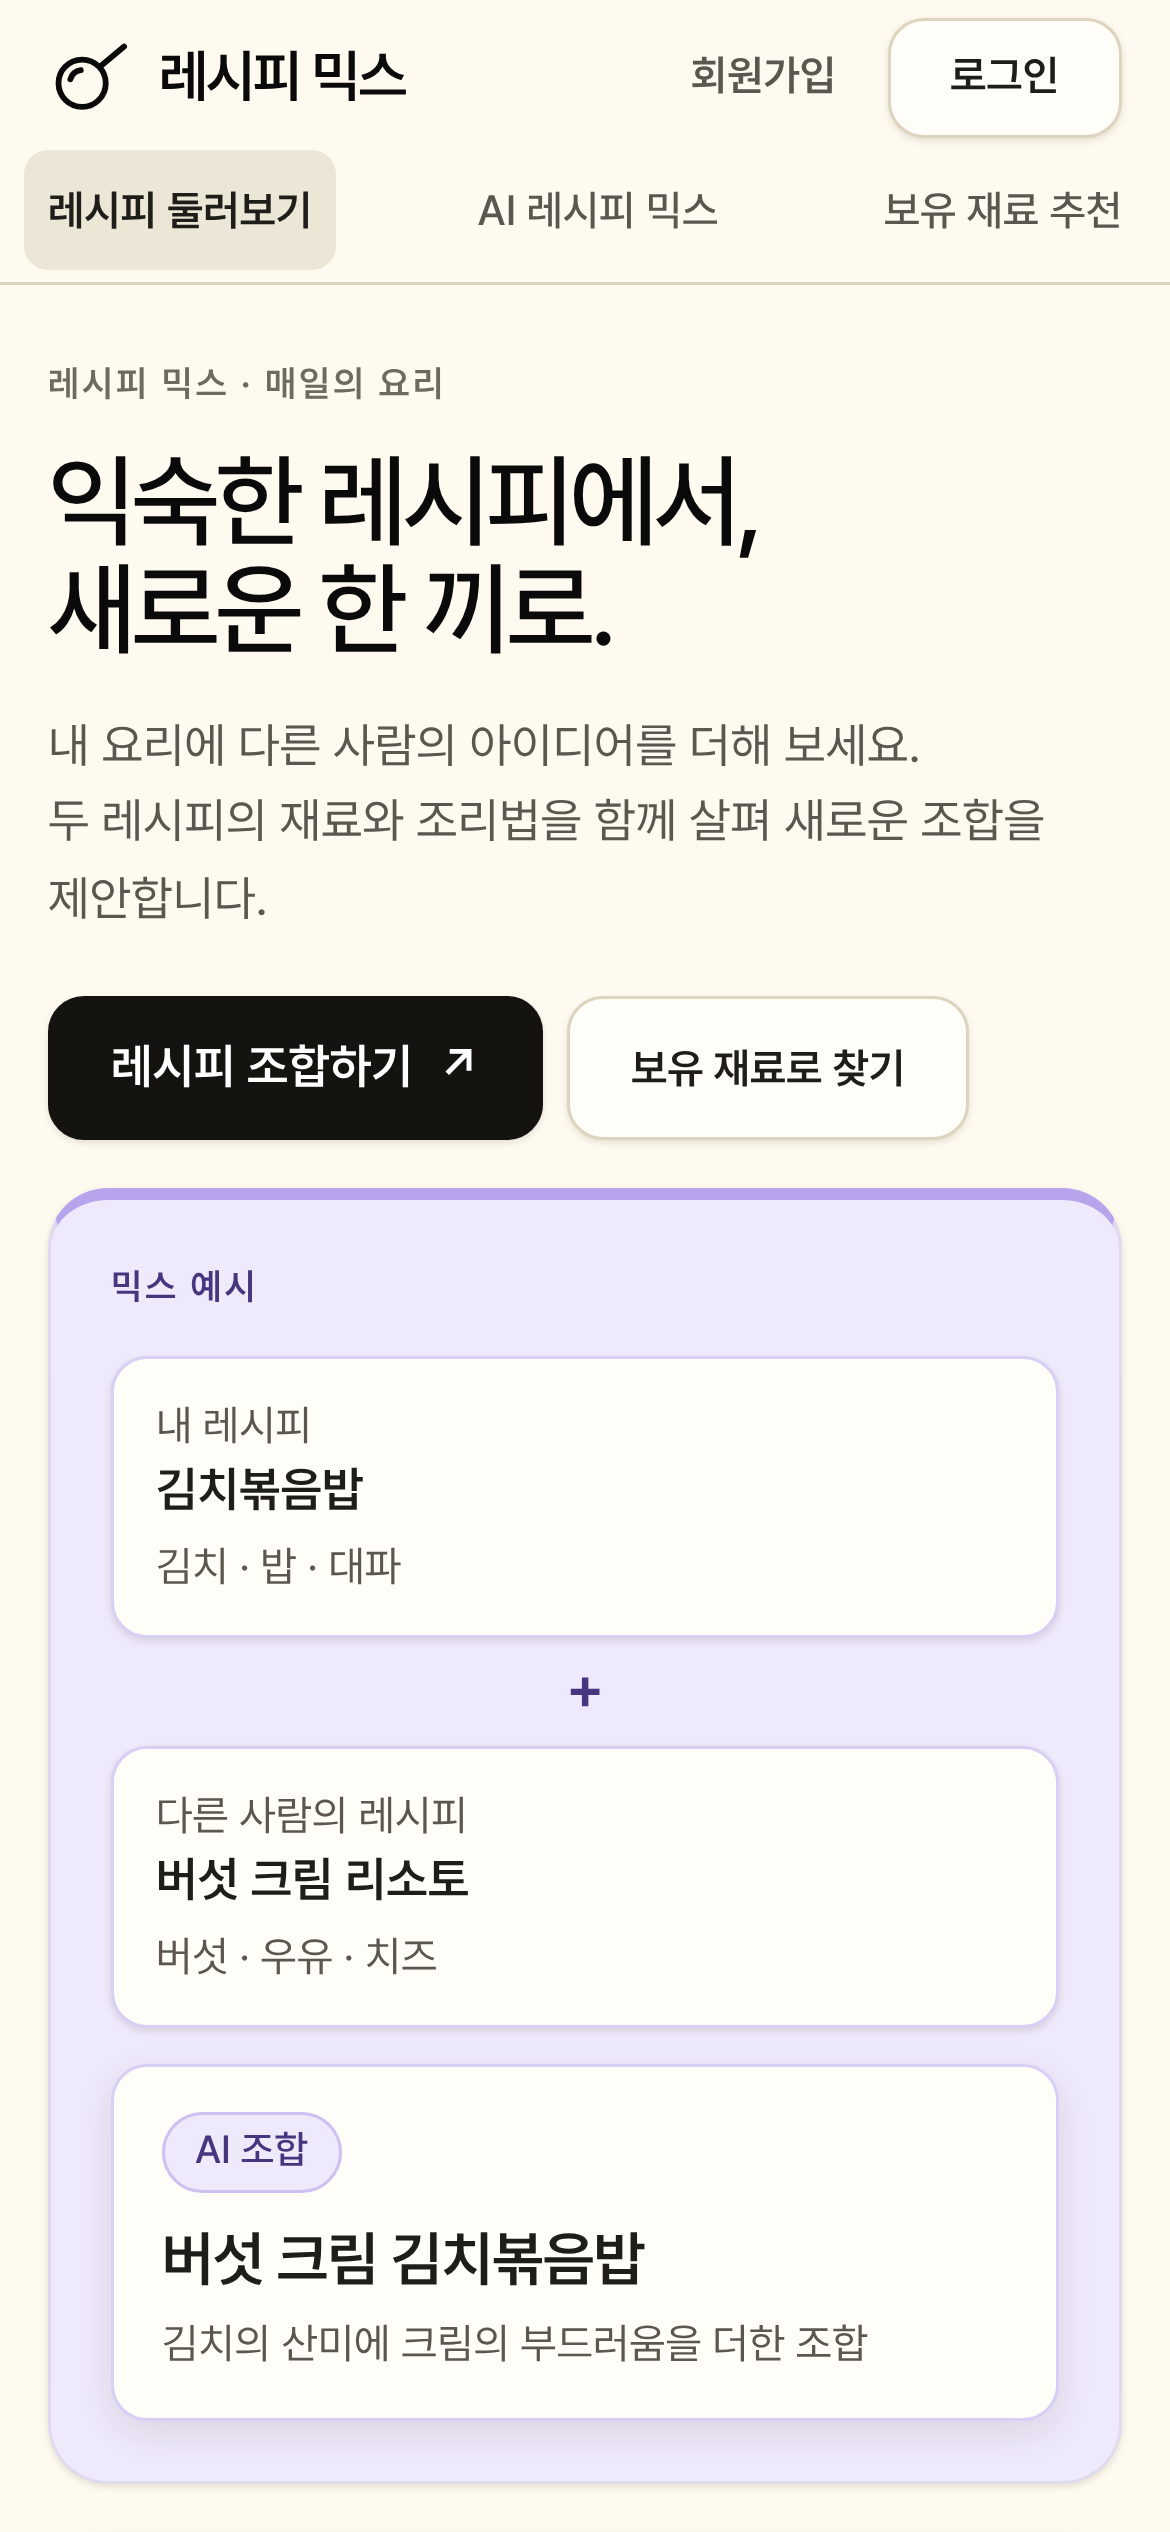 레시피 믹스
회원가입
로그인
레시피 둘러보기
AI 레시피 믹스
보유 재료 추천
레시피 믹스 · 매일의 요리
익숙한 레시피에서,
새로운 한 끼로.
내 요리에 다른 사람의 아이디어를 더해 보세요.
두 레시피의 재료와 조리법을 함께 살펴 새로운 조합을
제안합니다.
레시피 조합하기 ↗
보유 재료로 찾기
믹스 예시
내 레시피
김치볶음밥
김치 · 밥 · 대파
+
다른 사람의 레시피
버섯 크림 리소토
버섯 · 우유 · 치즈
AI 조합
버섯 크림 김치볶음밥
김치의 산미에 크림의 부드러움을 더한 조합